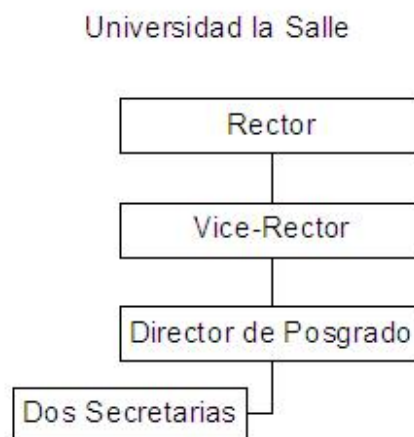 Universidad la Salle
Rector
Vice-Rector
Director de Posgrado
Dos Secretarias